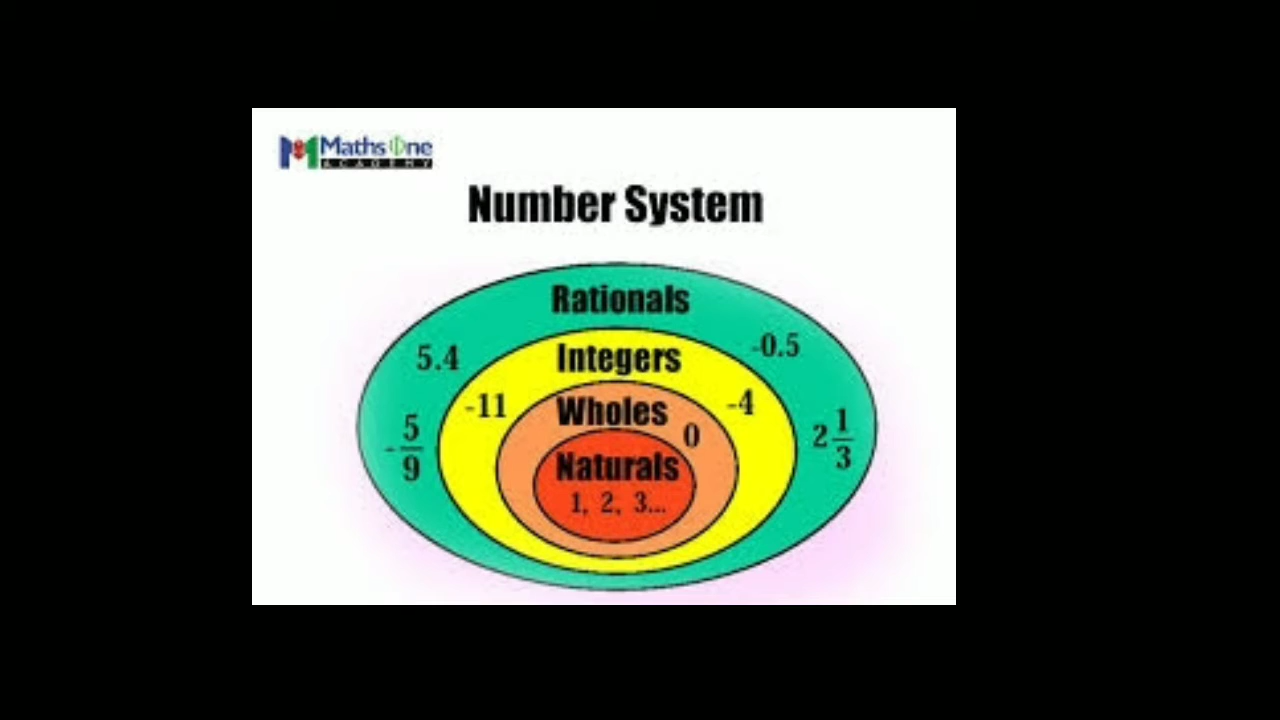 Maths One
ACADEMY
Number System
Rationals
5.4
-0.5
Integers
-11
-4
Wholes
0
-5/9
2 1/3
Naturals
1, 2, 3...